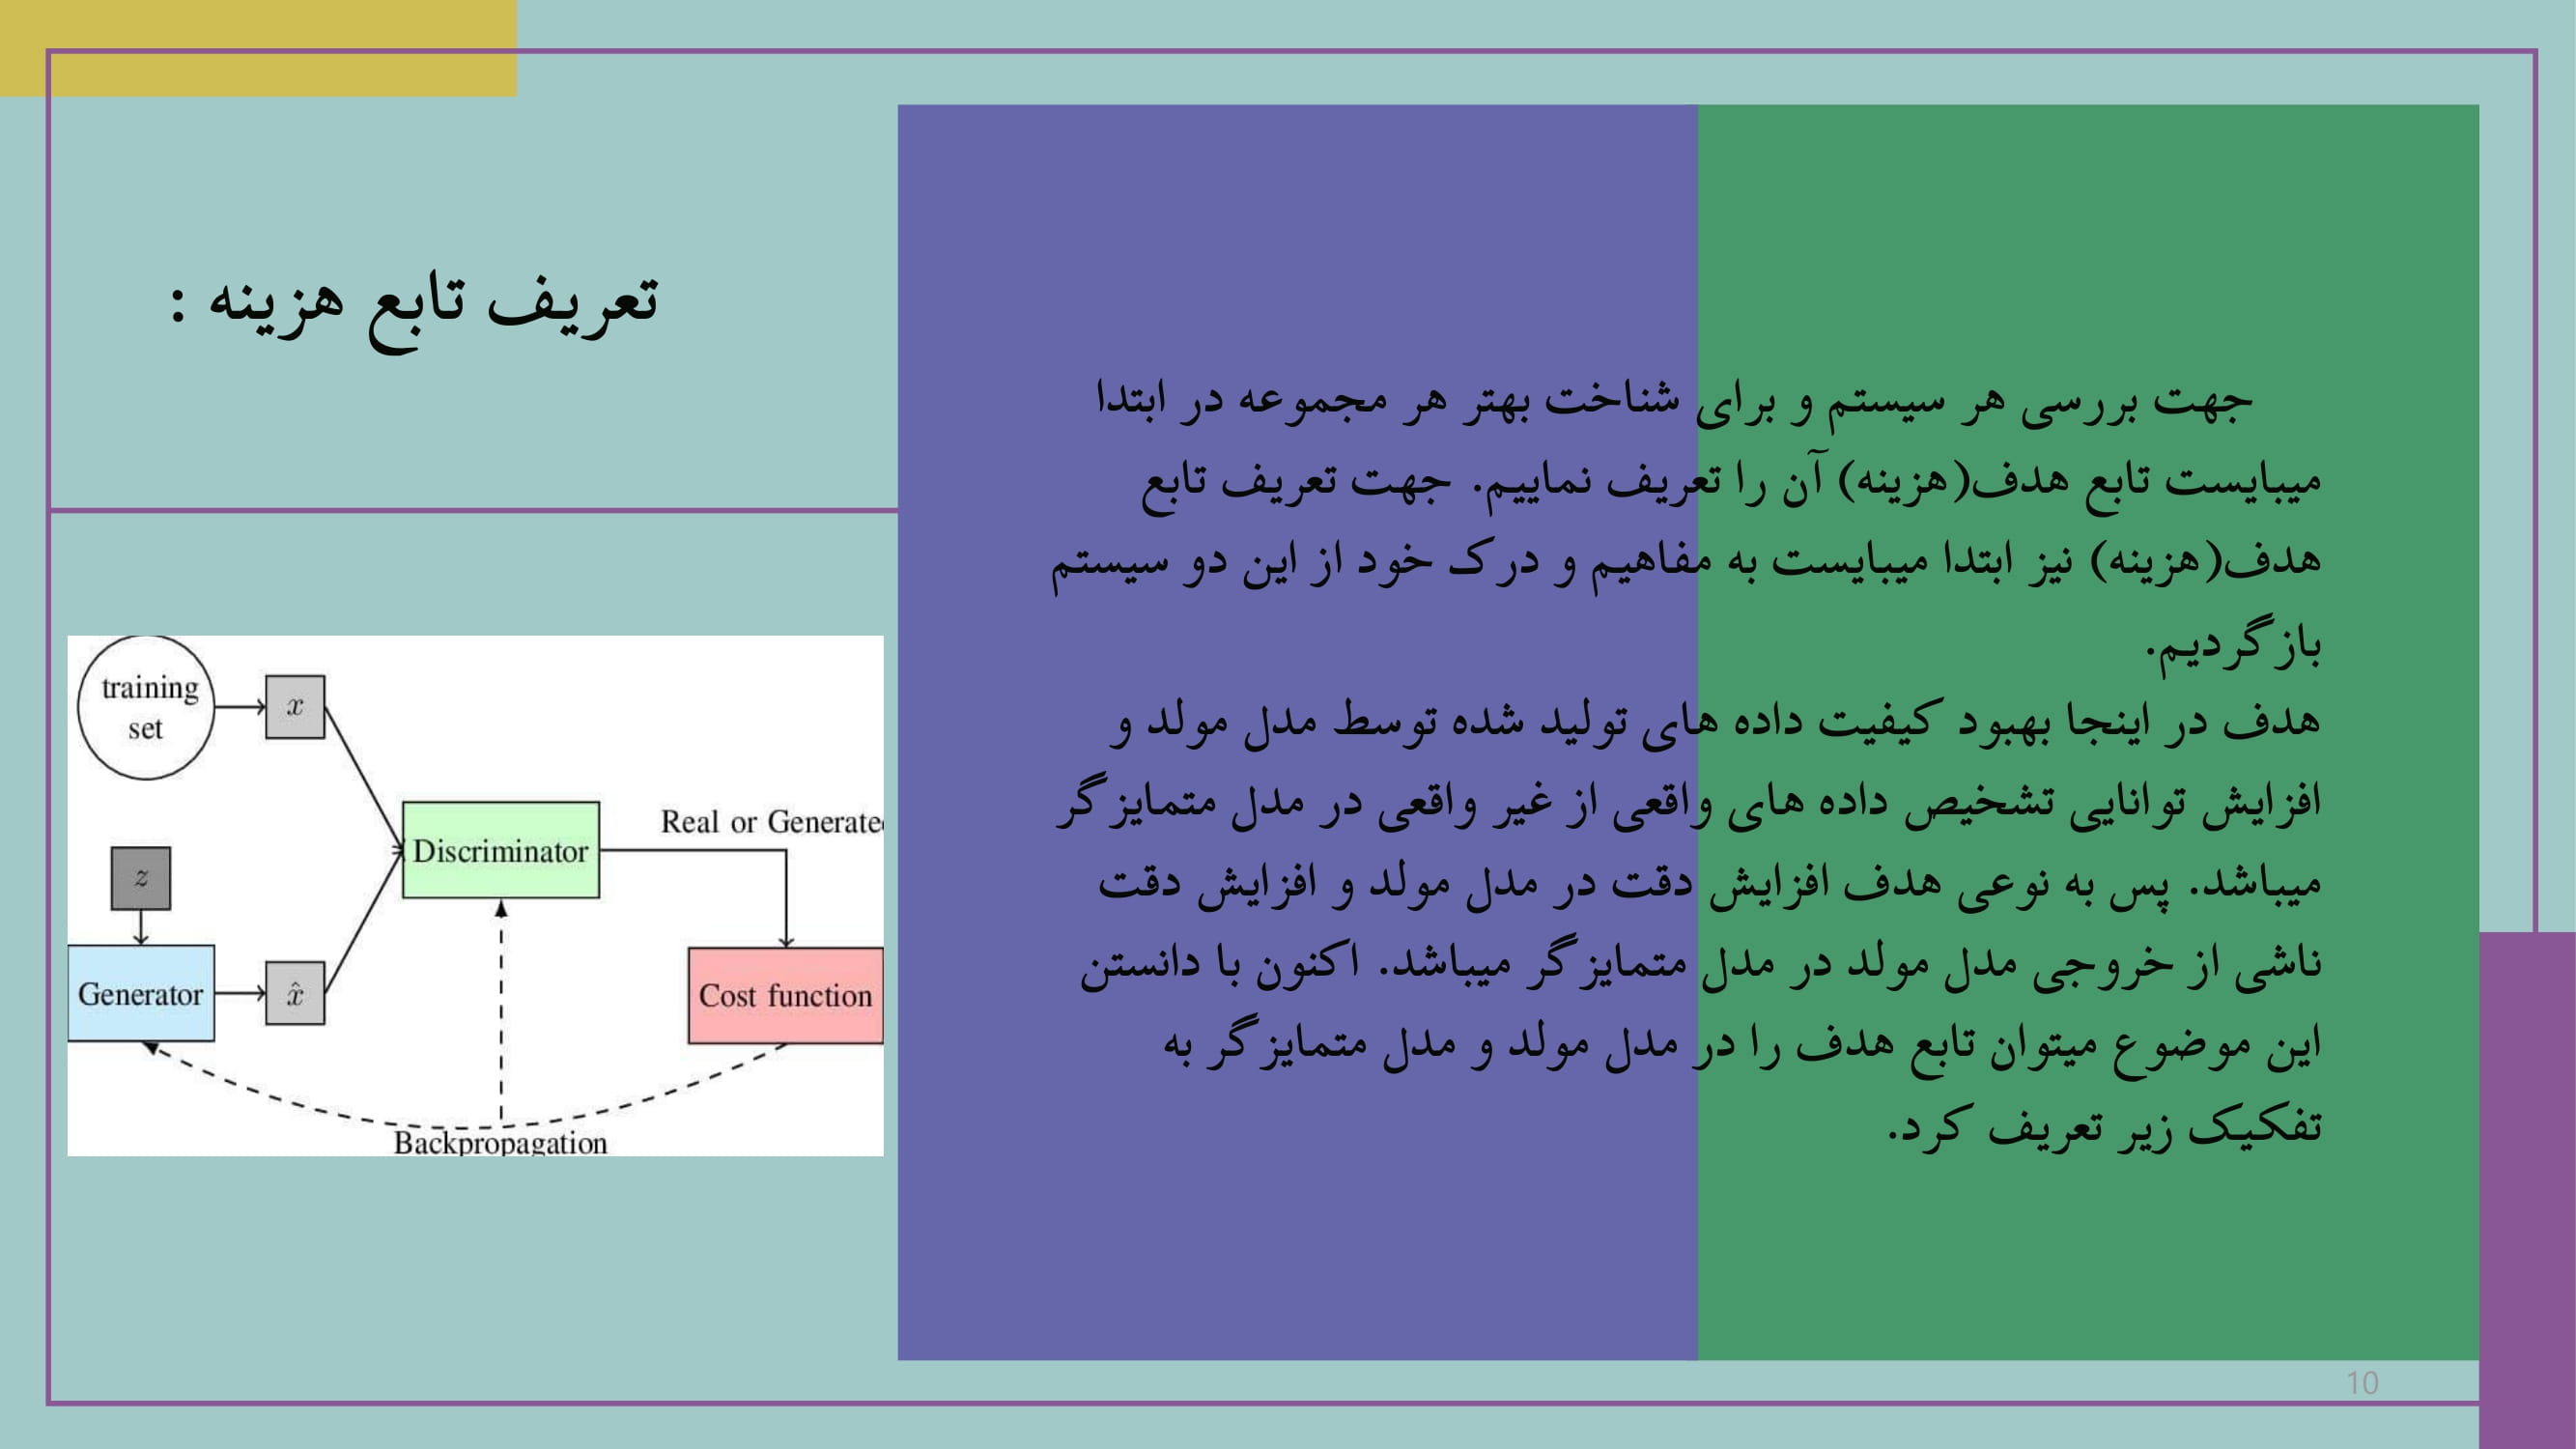 تعریف تابع هزینه :
جهت بررسی هر سیستم و برای شناخت بهتر هر مجموعه در ابتدا
میبایست تابع هدف(هزینه) آن را تعریف نماییم. جهت تعریف تابع
هدف(هزینه) نیز ابتدا میبایست به مفاهیم و درک خود از این دو سیستم
بازگردیم.
هدف در اینجا بهبود کیفیت داده های تولید شده توسط مدل مولد و
افزایش توانایی تشخیص داده های واقعی از غیر واقعی در مدل متمایزگر
میباشد. پس به نوعی هدف افزایش دقت در مدل مولد و افزایش دقت
ناشی از خروجی مدل مولد در مدل متمایزگر میباشد. اکنون با دانستن
این موضوع میتوان تابع هدف را در مدل مولد و مدل متمایزگر به
تفکیک زیر تعریف کرد.
training
set
x
z
Discriminator
Real or Generate
Generator
x̂
Cost function
Backpropagation
10